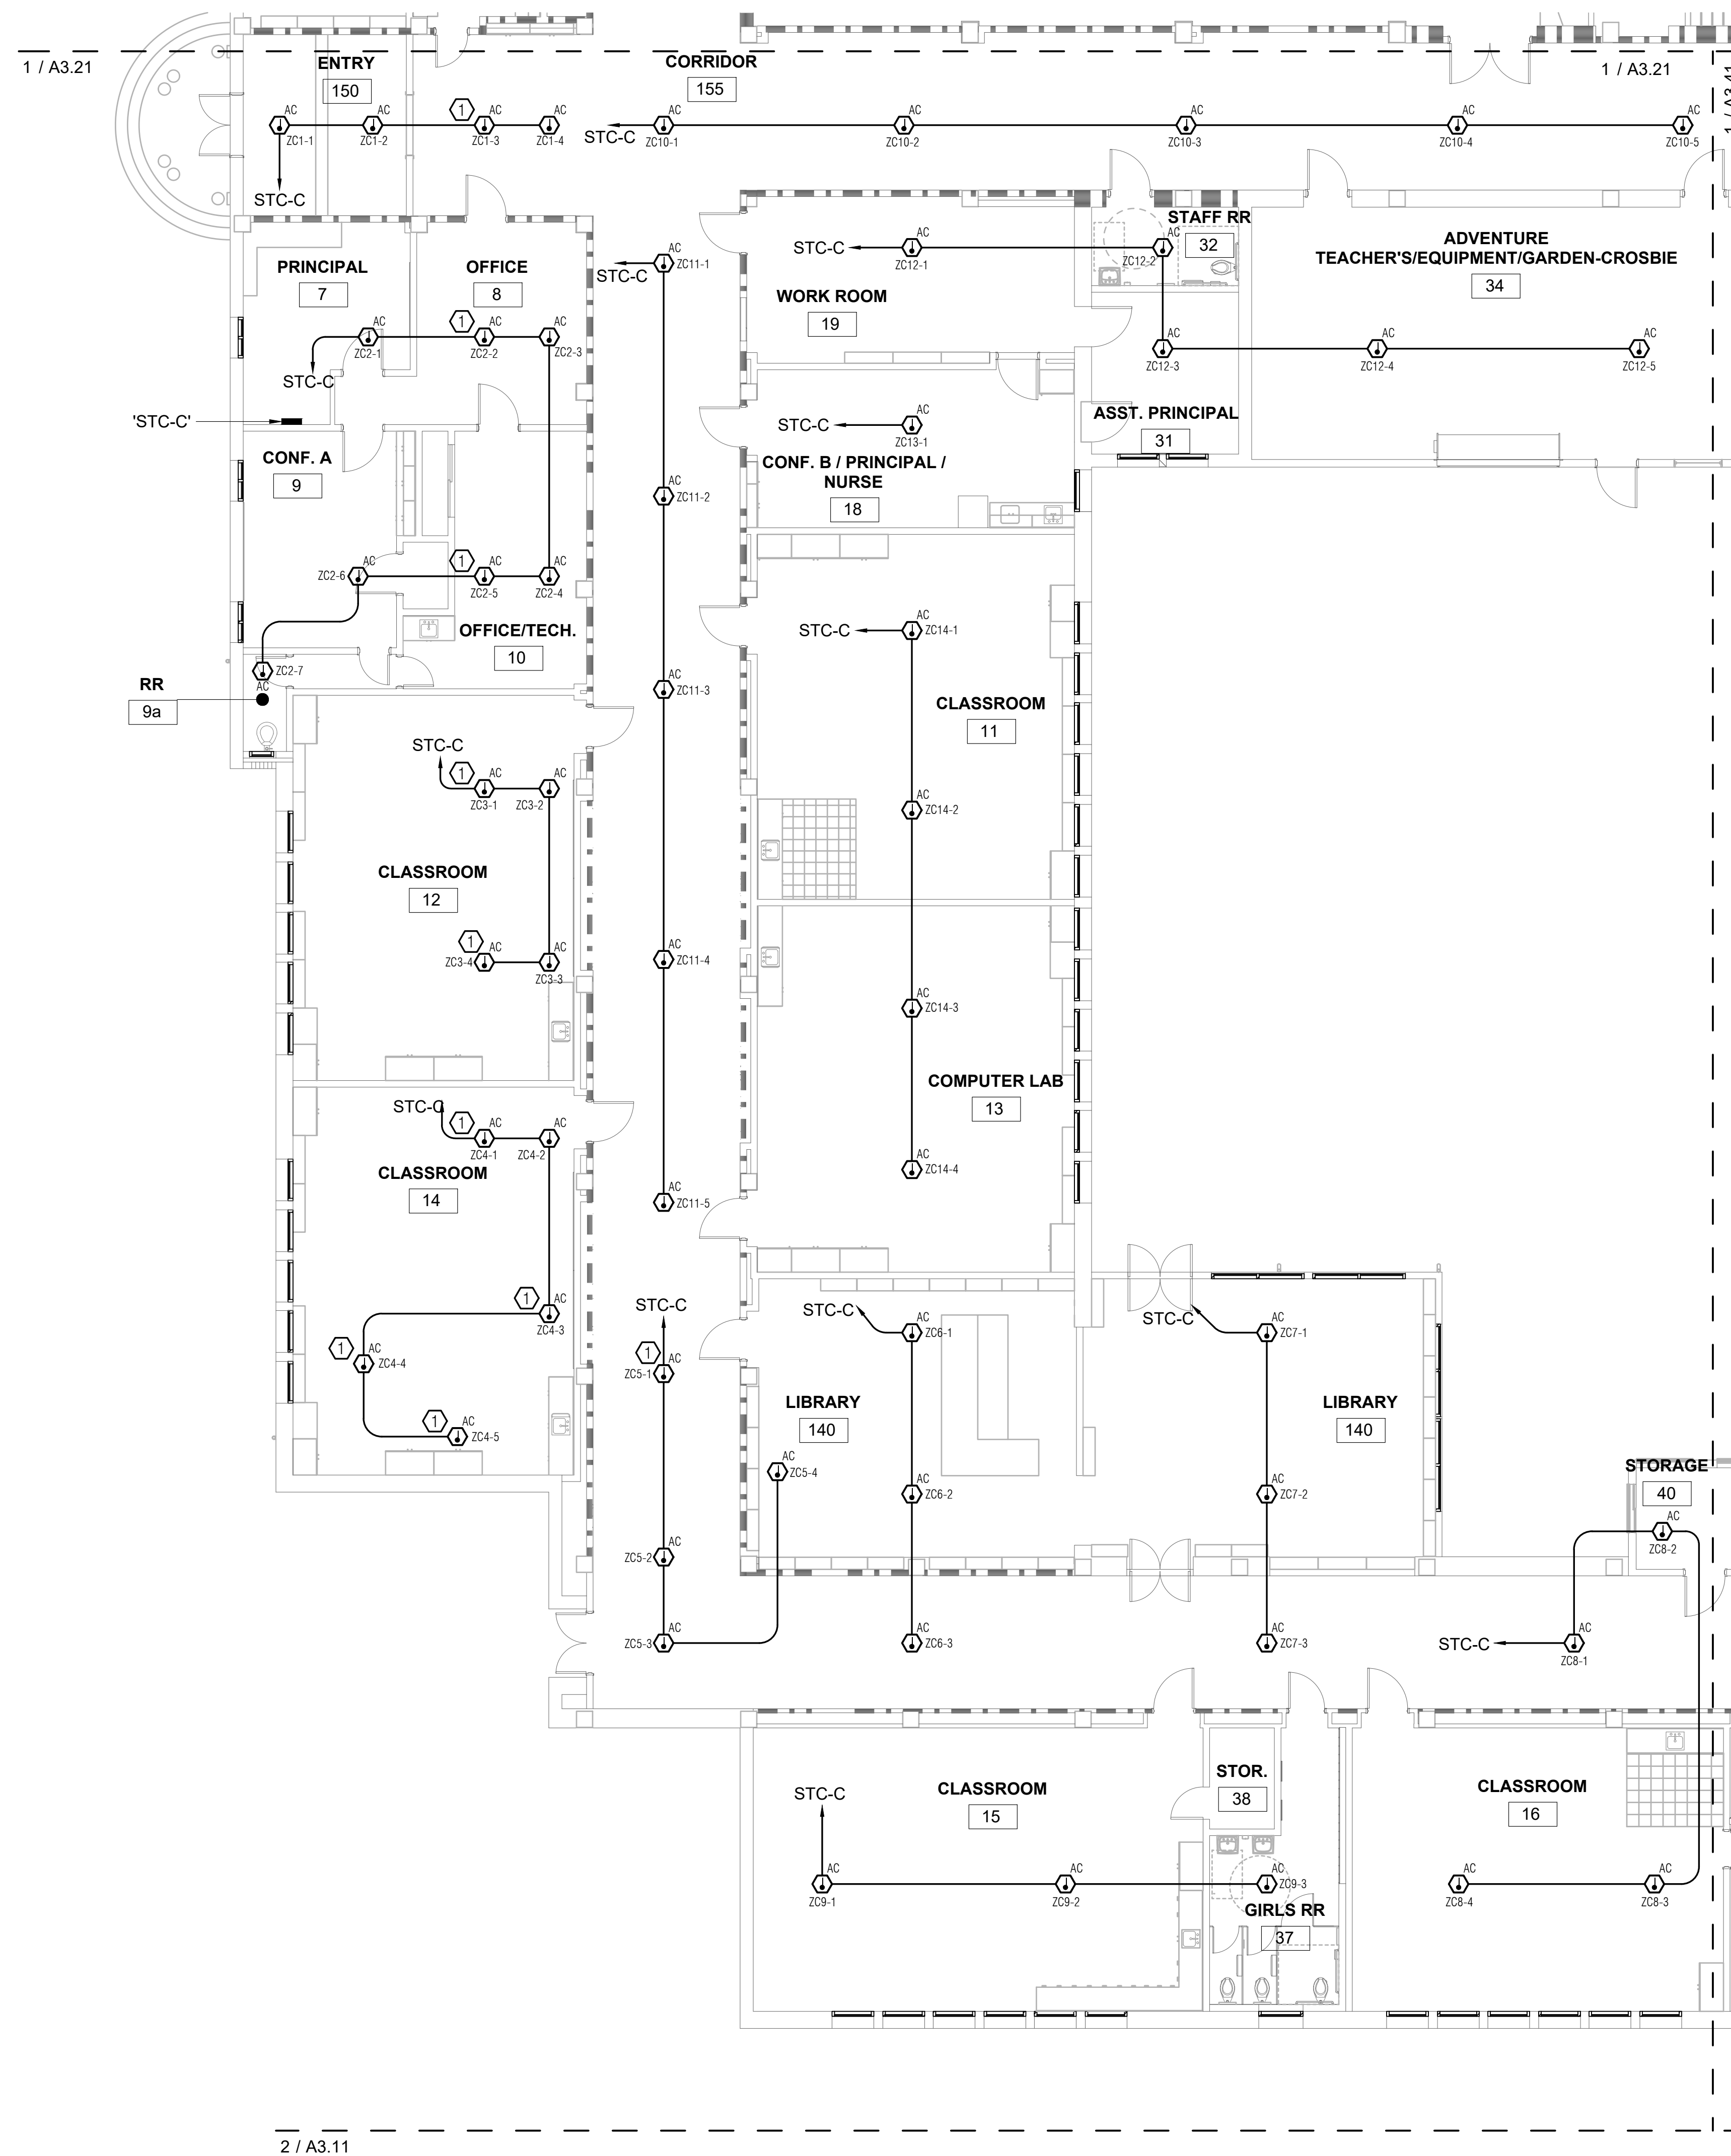 1 / A3.21
ENTRY
150
CORRIDOR
155
1 / A3.21
1 / A3.41
AC
ZC1-1
AC
ZC1-2
1
AC
ZC1-3
AC
ZC1-4
STC-C
STC-C
AC
ZC10-1
AC
ZC10-2
AC
ZC10-3
AC
ZC10-4
AC
ZC10-5
PRINCIPAL
7
OFFICE
8
STC-C
AC
ZC11-1
STC-C
AC
ZC12-1
AC
ZC12-2
STAFF RR
32
ADVENTURE
TEACHER'S/EQUIPMENT/GARDEN-CROSBIE
34
WORK ROOM
19
AC
ZC2-1
1
AC
ZC2-2
AC
ZC2-3
STC-C
AC
ZC12-3
AC
ZC12-4
AC
ZC12-5
'STC-C'
STC-C
AC
ZC13-1
ASST. PRINCIPAL
31
CONF. A
9
CONF. B / PRINCIPAL /
NURSE
18
AC
ZC11-2
AC
ZC2-6
1
AC
ZC2-5
AC
ZC2-4
OFFICE/TECH.
10
STC-C
AC
ZC14-1
ZC2-7
AC
RR
9a
AC
ZC11-3
CLASSROOM
11
STC-C
1
AC
ZC3-1
AC
ZC3-2
AC
ZC14-2
CLASSROOM
12
1
AC
ZC3-4
AC
ZC3-3
AC
ZC11-4
AC
ZC14-3
COMPUTER LAB
13
STC-C
1
AC
ZC4-1
AC
ZC4-2
CLASSROOM
14
AC
ZC14-4
AC
ZC11-5
1
AC
ZC4-3
STC-C
STC-C
AC
ZC6-1
STC-C
AC
ZC7-1
1
AC
ZC4-4
1
AC
ZC5-1
LIBRARY
140
LIBRARY
140
1
AC
ZC4-5
AC
ZC5-4
AC
ZC6-2
AC
ZC7-2
STORAGE
40
AC
ZC8-2
AC
ZC5-2
AC
ZC5-3
AC
ZC6-3
AC
ZC7-3
STC-C
AC
ZC8-1
STC-C
CLASSROOM
15
STOR.
38
CLASSROOM
16
AC
ZC9-1
AC
ZC9-2
AC
ZC9-3
AC
ZC8-4
AC
ZC8-3
GIRLS RR
37
2 / A3.11